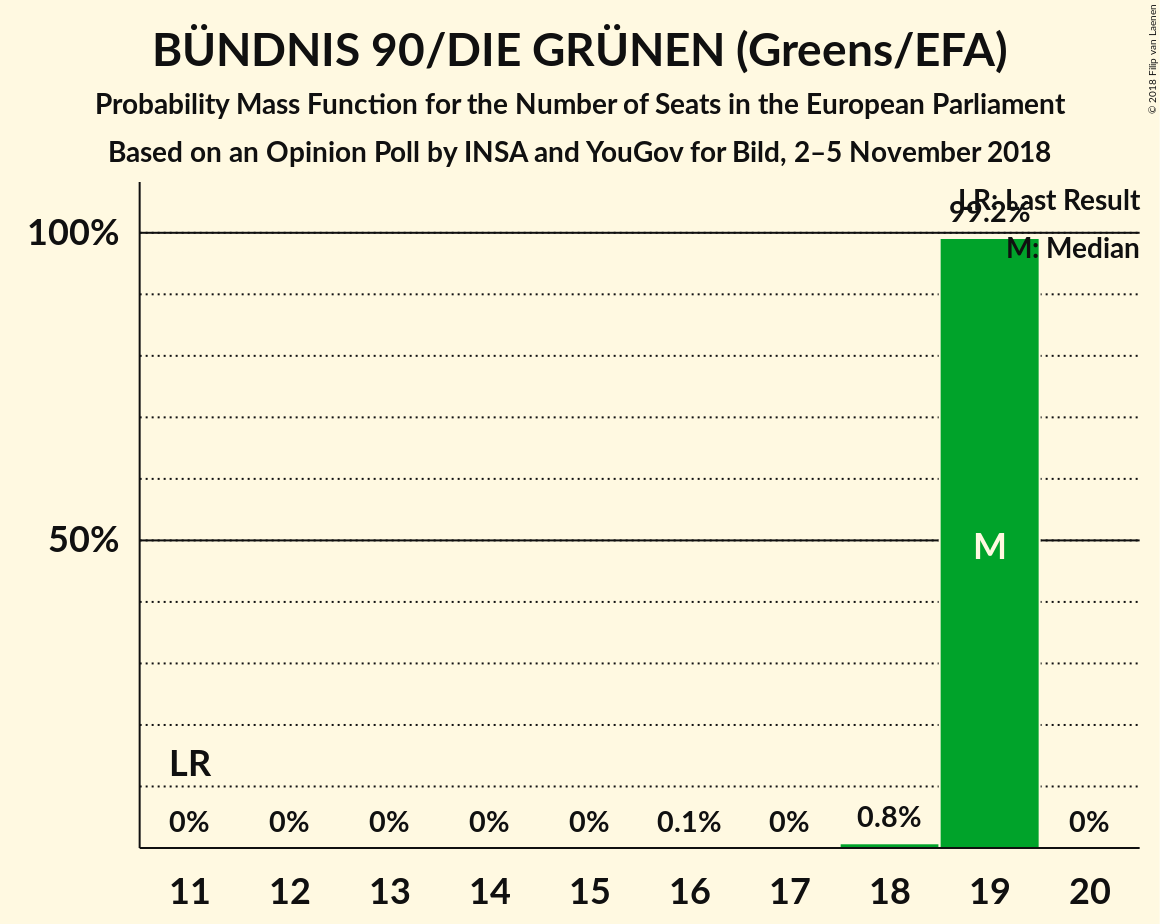 BÜNDNIS 90/DIE GRÜNEN (Greens/EFA)
Probability Mass Function for the Number of Seats in the European Parliament
Based on an Opinion Poll by INSA and YouGov for Bild, 2–5 November 2018
© 2018 Filip van Laenen
LR: Last Result
99.2%
M: Median
100%
50%
M
LR
0% 0% 0% 0% 0% 0.1% 0% 0.8% 0%
11 12 13 14 15 16 17 18 19 20